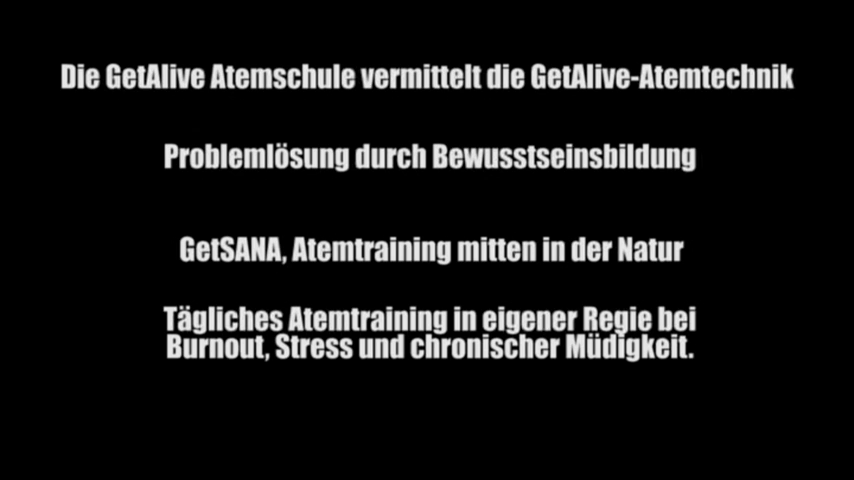 Die GetAlive Atemschule vermittelt die GetAlive-Atemtechnik
Problemlösung durch Bewusstseinsbildung
GetSANA, Atemtraining mitten in der Natur
Tägliches Atemtraining in eigener Regie bei
Burnout, Stress und chronischer Müdigkeit.